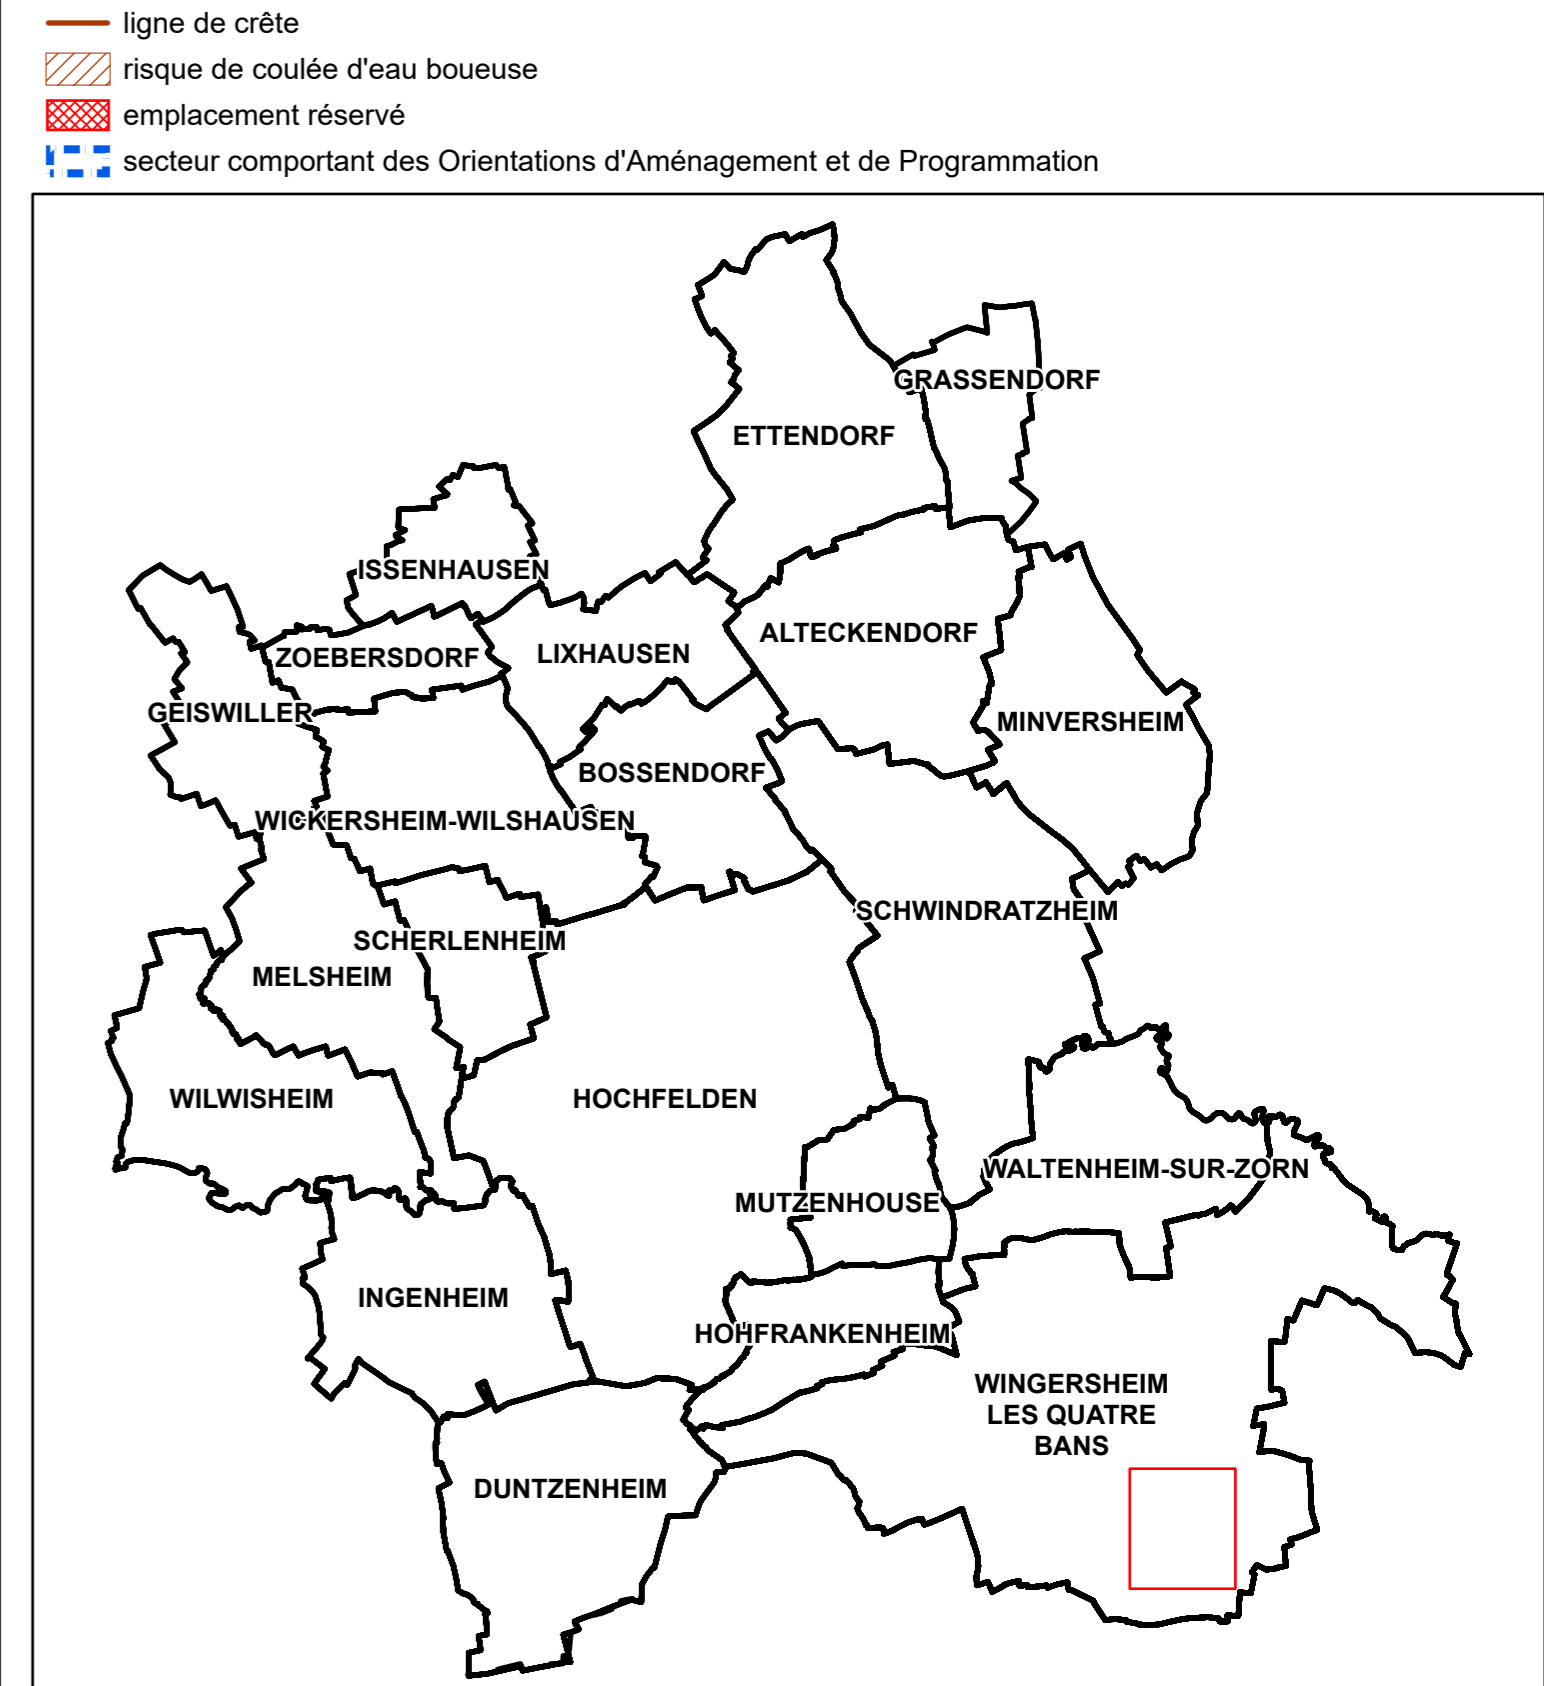 ligne de crête
risque de coulée d'eau boueuse
emplacement réservé
secteur comportant des Orientations d'Aménagement et de Programmation
GRASSENDORF
ETTENDORF
ISSENHAUSEN
ALTECKENDORF
LIXHAUSEN
ZOEBERSDORF
GEISWILLER
MINVERSHEIM
BOSSENDORF
WICKERSHEIM-WILSHAUSEN
SCHWINDRATZHEIM
SCHERLENHEIM
MELSHEIM
WILWISHEIM
HOCHFELDEN
WALTENHEIM-SUR-ZORN
MUTZENHOUSE
INGENHEIM
HOHFRANKENHEIM
WINGERSHEIM
LES QUATRE
BANS
DUNTZENHEIM